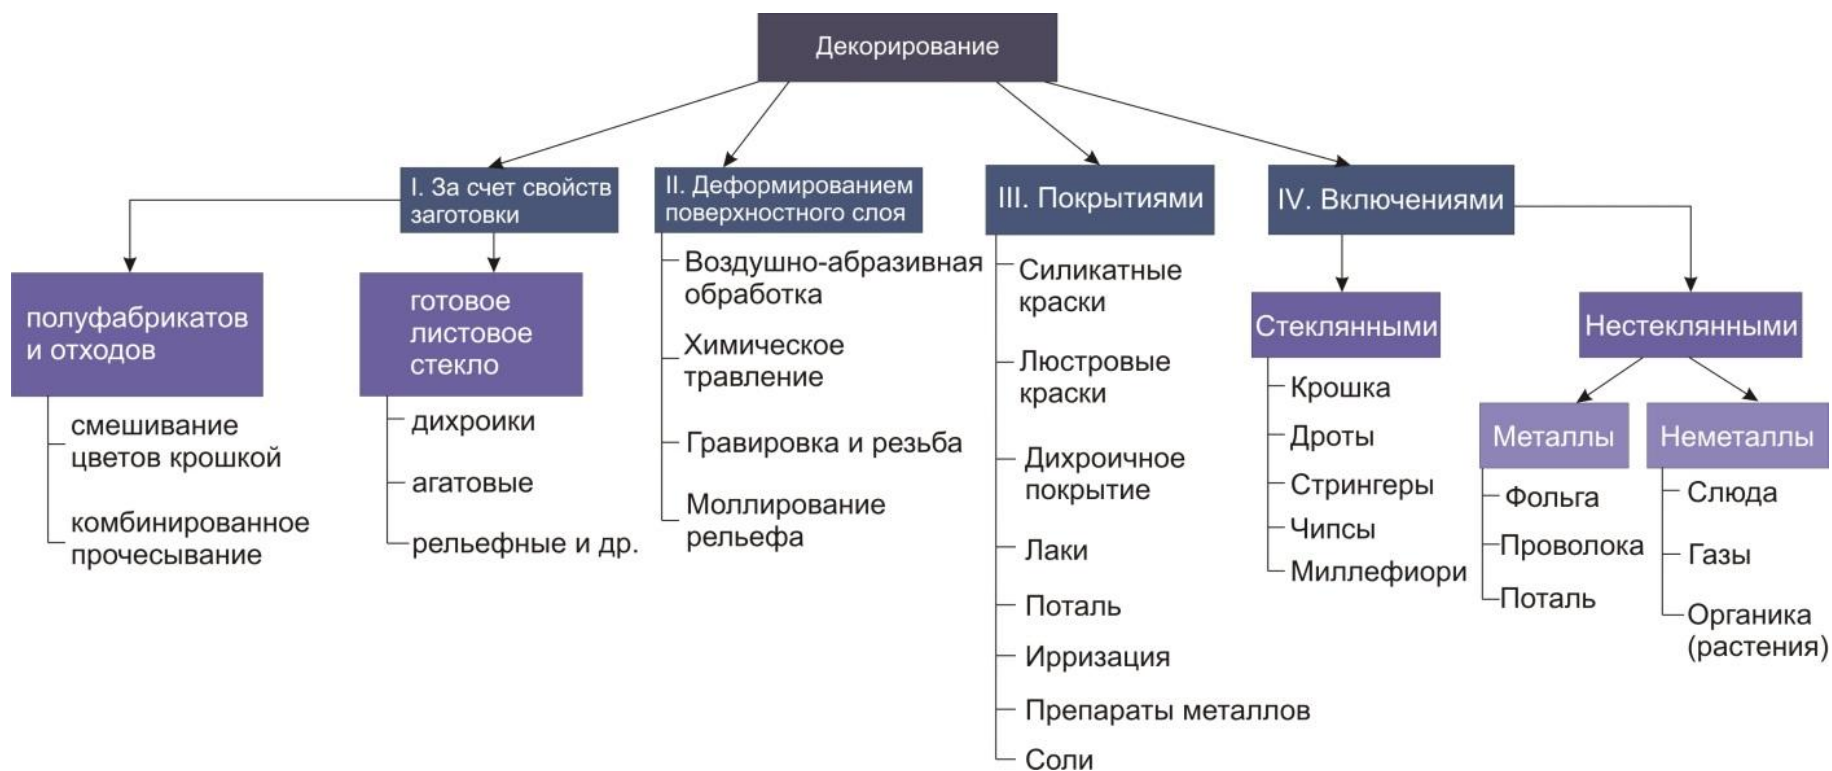 Декорирование
I. За счет свойств
заготовки
полуфабрикатов
и отходов
смешивание
цветов крошкой
комбинированное
прочесывание
готовое
листовое
стекло
дихроики
агатовые
рельефные и др.
II. Деформированием
поверхностного слоя
Воздушно-абразивная
обработка
Химическое
травление
Гравировка и резьба
Моллирование
рельефа
III. Покрытиями
Силикатные
краски
Люстровые
краски
Дихроичное
покрытие
Лаки
Поталь
Ирризация
Препараты металлов
Соли
IV. Включениями
Стеклянными
Крошка
Дроты
Стрингеры
Чипсы
Миллефиори
Нестеклянными
Металлы
Фольга
Проволока
Поталь
Неметаллы
Слюда
Газы
Органика
(растения)